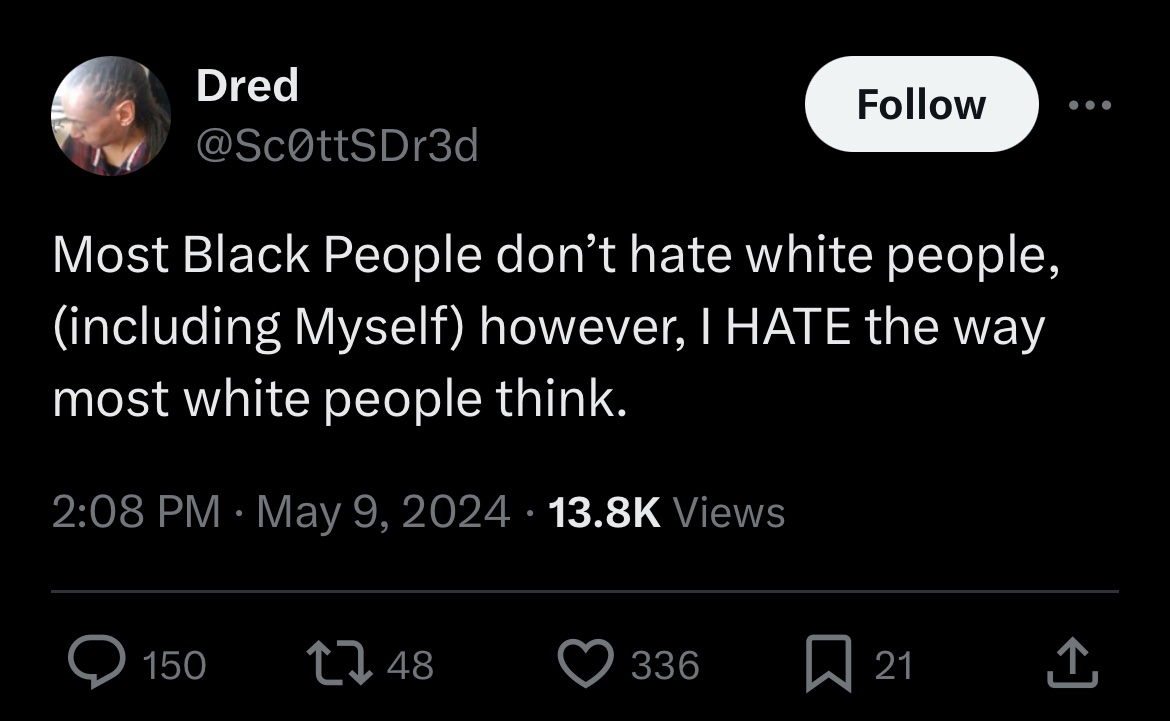 Dred
Follow
@Sc0ttSDr3d
Most Black People don’t hate white people,
(including Myself) however, I HATE the way
most white people think.
2:08 PM · May 9, 2024 · 13.8K Views
150 48 336 21